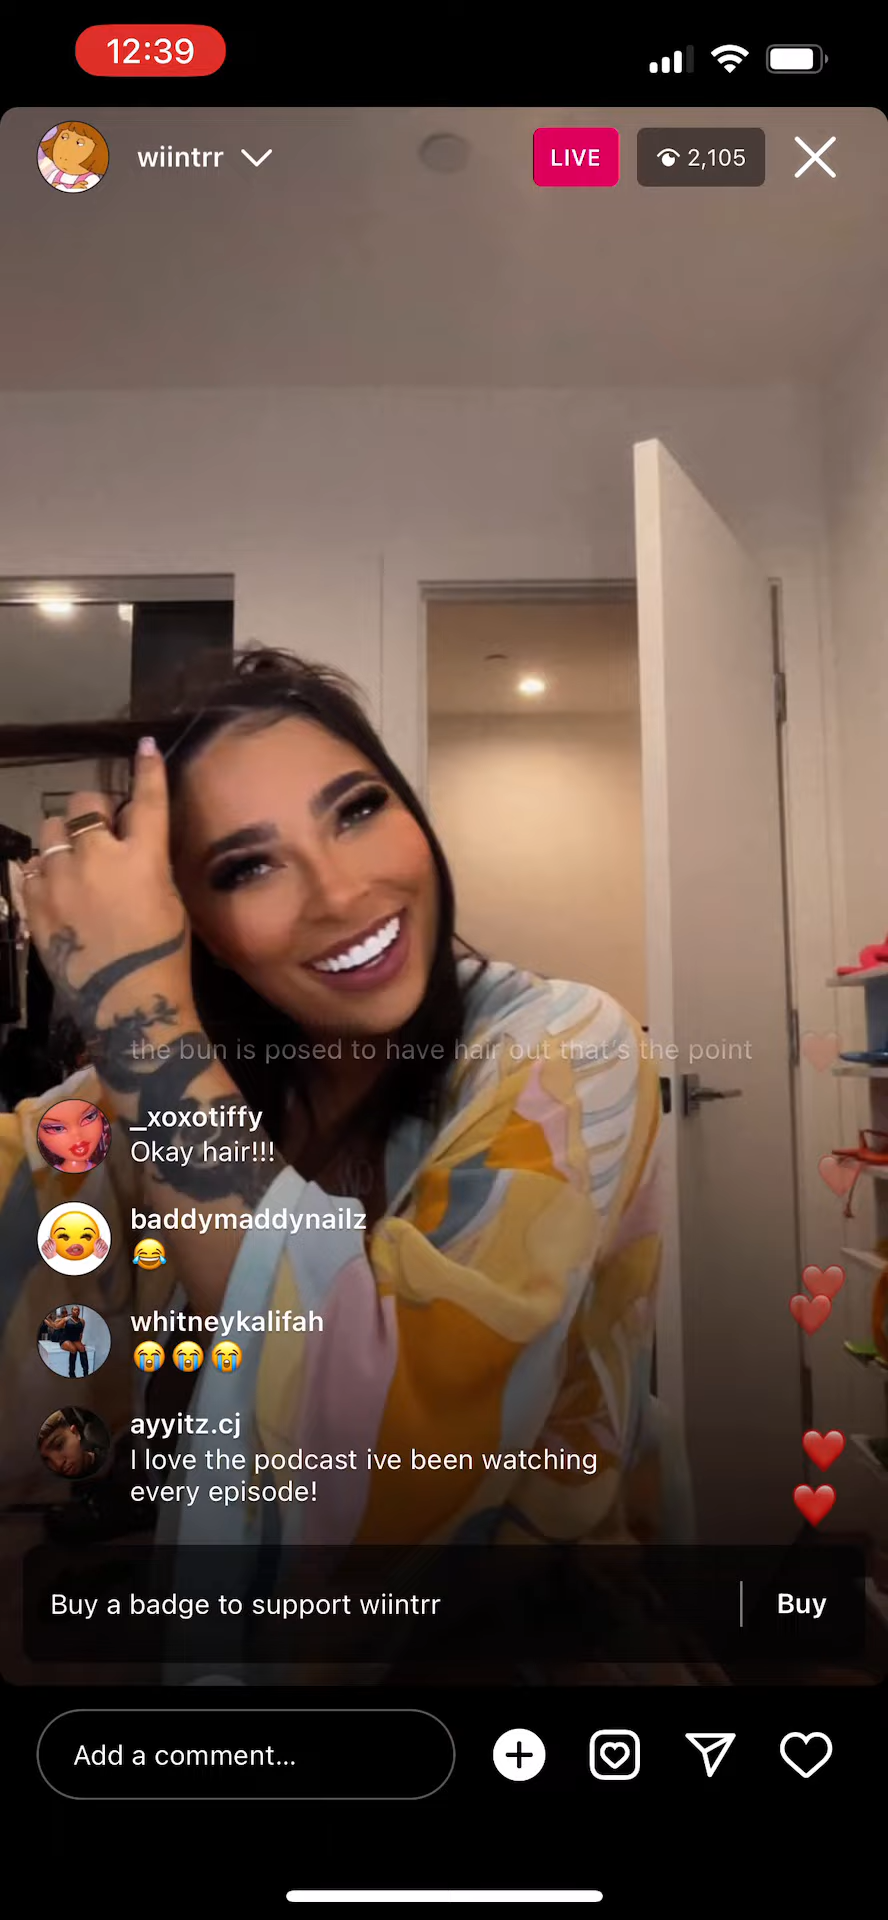 12:39
wiintrr
LIVE
2,105
the bun is posed to have hair out that's the point
_xoxotiffy
Okay hair!!!
baddymaddynailz
😂
whitneykalifah
😭😭😭
ayyitz.cj
I love the podcast ive been watching
every episode!
Buy a badge to support wiintrr
Buy
Add a comment...